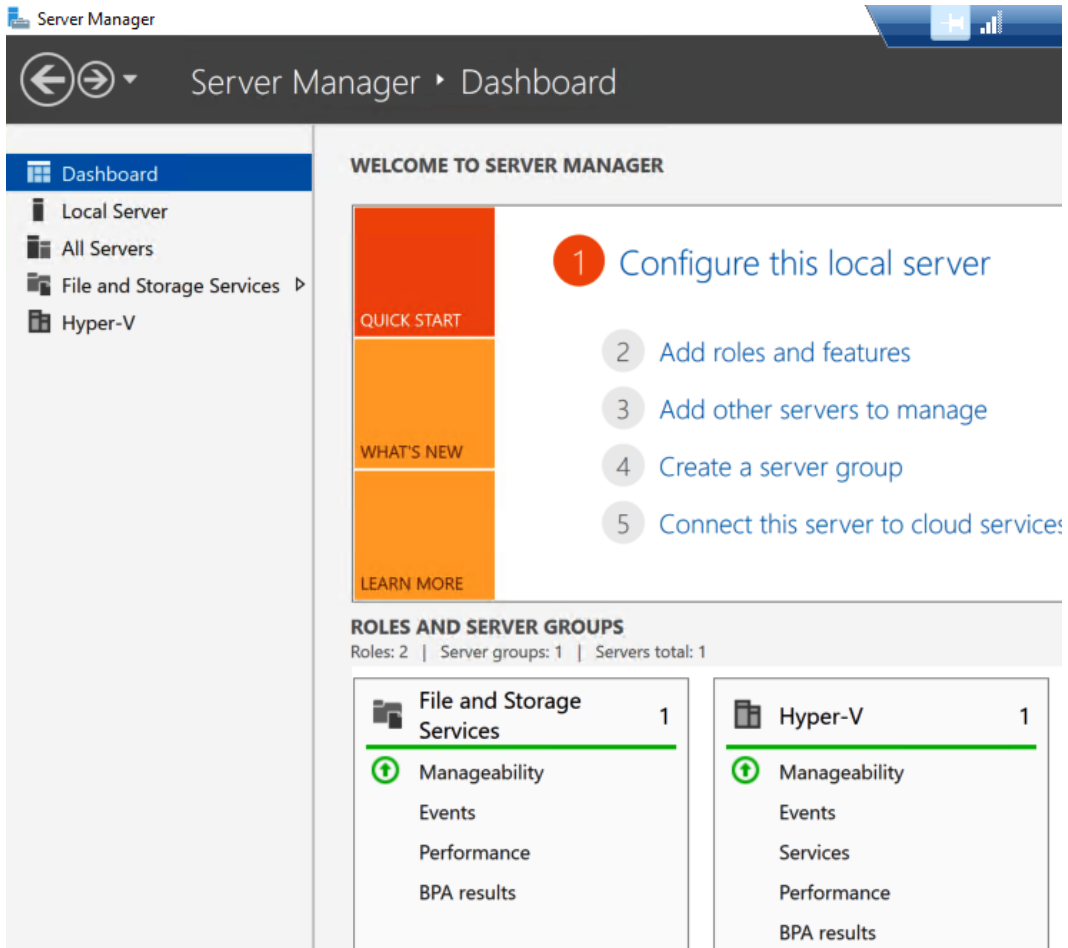 Server Manager
Server Manager ‣ Dashboard
Dashboard
Local Server
All Servers
File and Storage Services
Hyper-V
WELCOME TO SERVER MANAGER
QUICK START
WHAT'S NEW
LEARN MORE
1 Configure this local server
2 Add roles and features
3 Add other servers to manage
4 Create a server group
5 Connect this server to cloud services
ROLES AND SERVER GROUPS
Roles: 2 | Server groups: 1 | Servers total: 1
File and Storage
Services 1
Manageability
Events
Performance
BPA results
Hyper-V 1
Manageability
Events
Services
Performance
BPA results